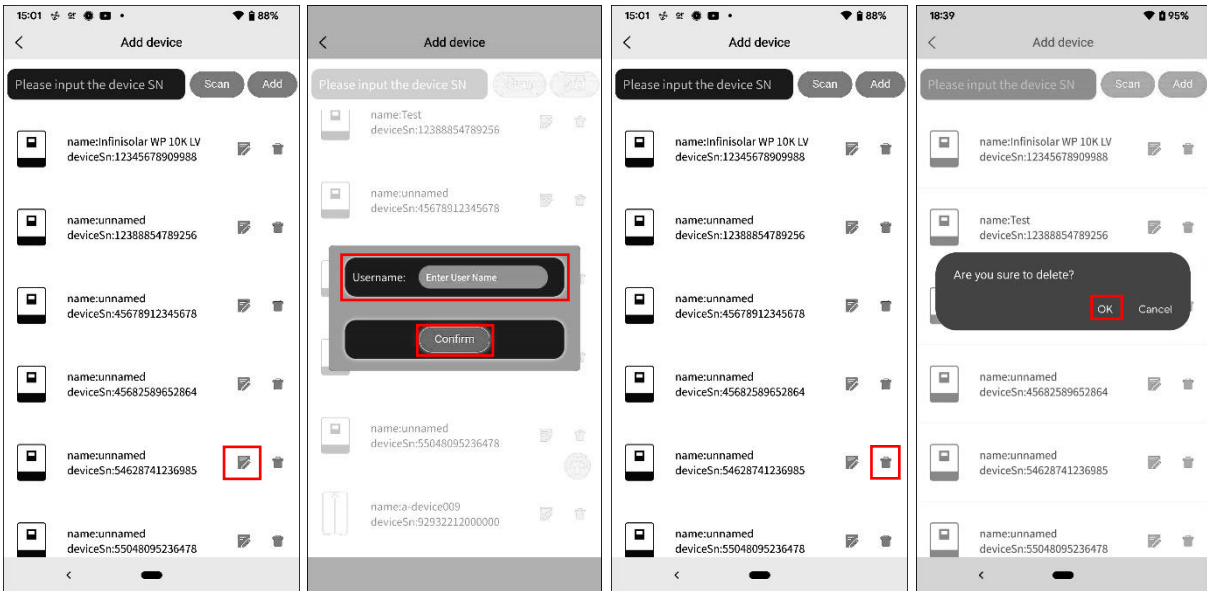 15:01
88%
Add device
Please input the device SN
Scan
Add
name:Infinisolar WP 10K LV
deviceSn:12345678909988
name:unnamed
deviceSn:12388854789256
name:unnamed
deviceSn:45678912345678
name:unnamed
deviceSn:45682589652864
name:unnamed
deviceSn:54628741236985
name:unnamed
deviceSn:55048095236478
Add device
Please input the device SN
name:Test
deviceSn:12388854789256
name:unnamed
deviceSn:45678912345678
Username:
Enter User Name
Confirm
name:unnamed
deviceSn:55048095236478
name:a-device009
deviceSn:92932212000000
15:01
88%
Add device
Please input the device SN
Scan
Add
name:Infinisolar WP 10K LV
deviceSn:12345678909988
name:unnamed
deviceSn:12388854789256
name:unnamed
deviceSn:45678912345678
name:unnamed
deviceSn:45682589652864
name:unnamed
deviceSn:54628741236985
name:unnamed
deviceSn:55048095236478
18:39
95%
Add device
Please input the device SN
Scan
Add
name:Infinisolar WP 10K LV
deviceSn:12345678909988
name:Test
deviceSn:12388854789256
Are you sure to delete?
OK
Cancel
name:unnamed
deviceSn:45682589652864
name:unnamed
deviceSn:54628741236985
name:unnamed
deviceSn:55048095236478